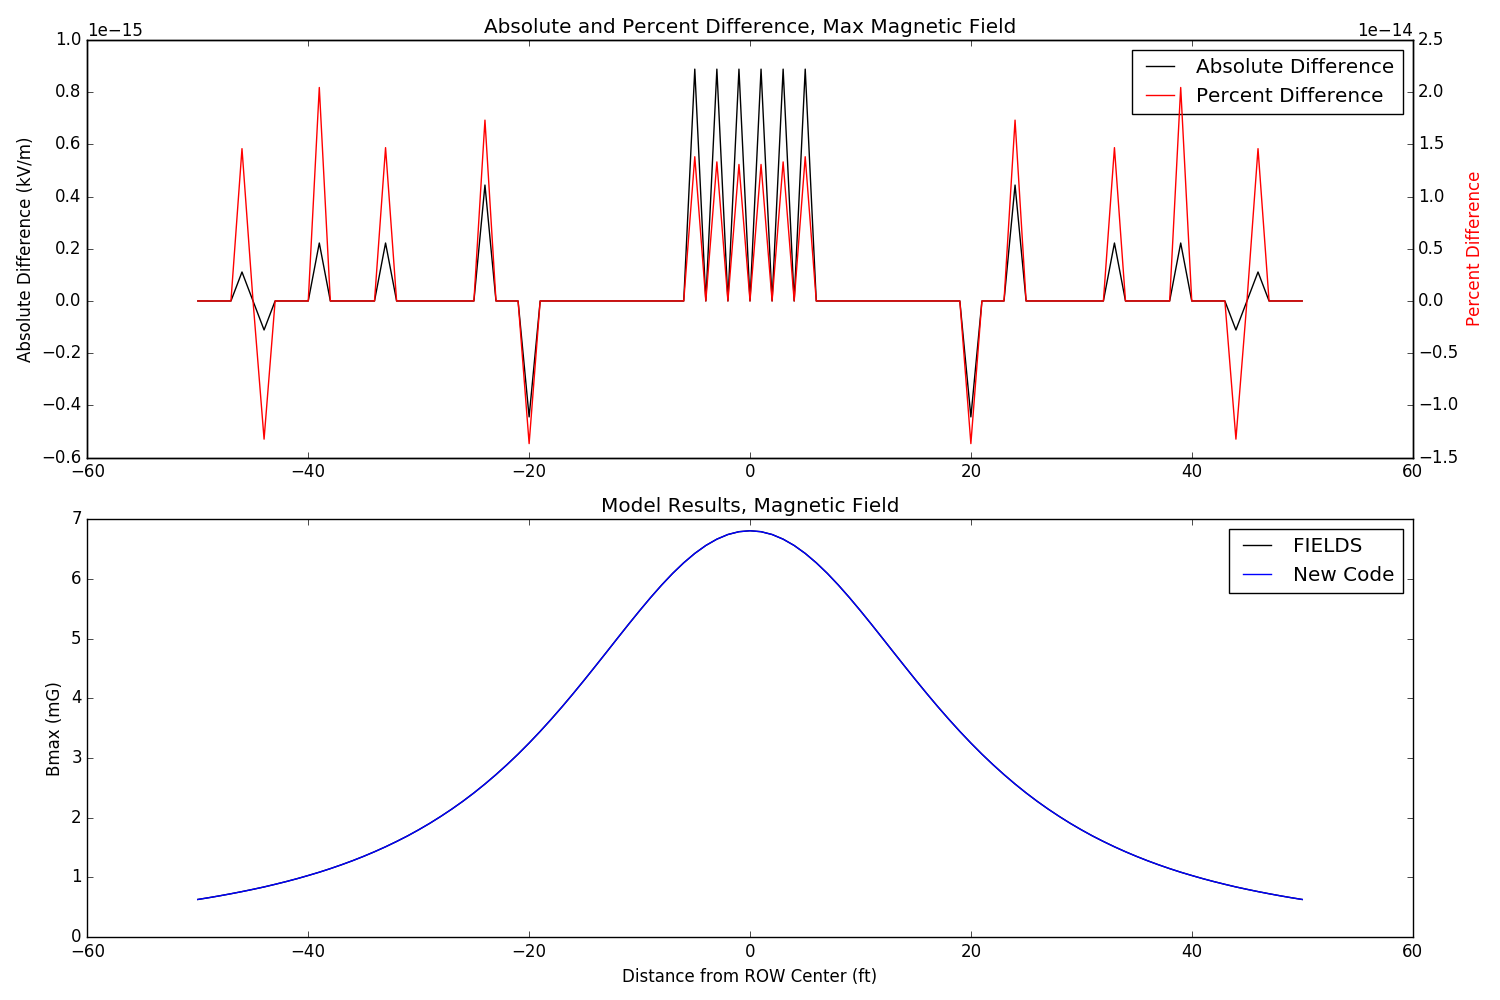 Absolute and Percent Difference, Max Magnetic Field
1e−15
1e−14
1.0
0.8
0.6
0.4
0.2
0.0
−0.2
−0.4
−0.6
Absolute Difference (kV/m)
Absolute Difference
Percent Difference
2.5
2.0
1.5
1.0
0.5
0.0
−0.5
−1.0
−1.5
Percent Difference
−60 −40 −20 0 20 40 60
Model Results, Magnetic Field
7
6
5
4
3
2
1
0
Bmax (mG)
FIELDS
New Code
−60 −40 −20 0 20 40 60
Distance from ROW Center (ft)